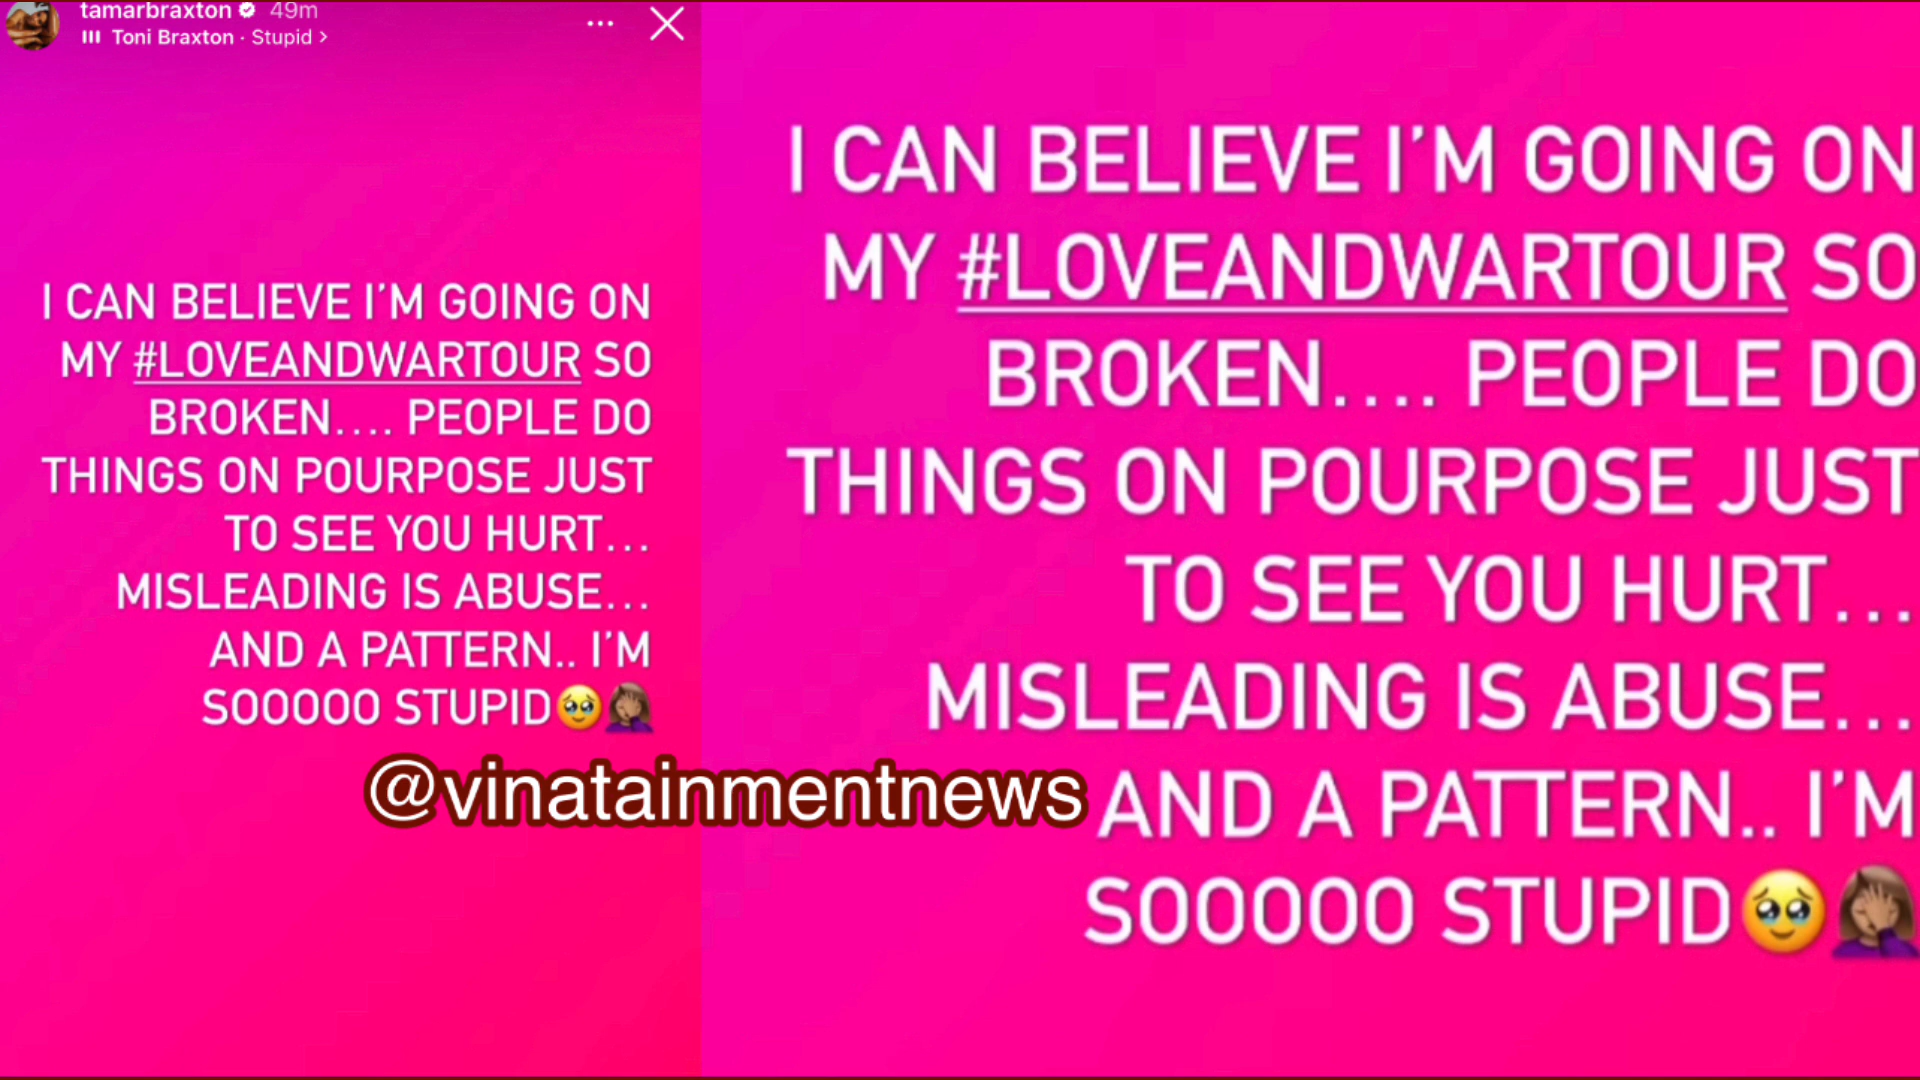 tamarbraxton 49m
Toni Braxton · Stupid >
I CAN BELIEVE I'M GOING ON
MY #LOVEANDWARTOUR SO
BROKEN.... PEOPLE DO
THINGS ON POURPOSE JUST
TO SEE YOU HURT...
MISLEADING IS ABUSE...
AND A PATTERN.. I'M
SOOOOO STUPID🥹🤦🏽‍♀️
@vinatainmentnews
I CAN BELIEVE I'M GOING ON
MY #LOVEANDWARTOUR SO
BROKEN.... PEOPLE DO
THINGS ON POURPOSE JUST
TO SEE YOU HURT...
MISLEADING IS ABUSE...
AND A PATTERN.. I'M
SOOOOO STUPID🥹🤦🏽‍♀️